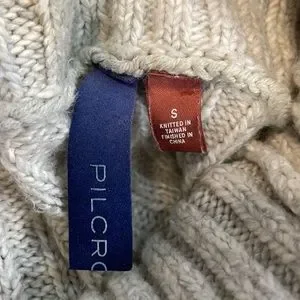 PILCRO
S
KNITTED IN
TAIWAN
FINISHED IN
CHINA